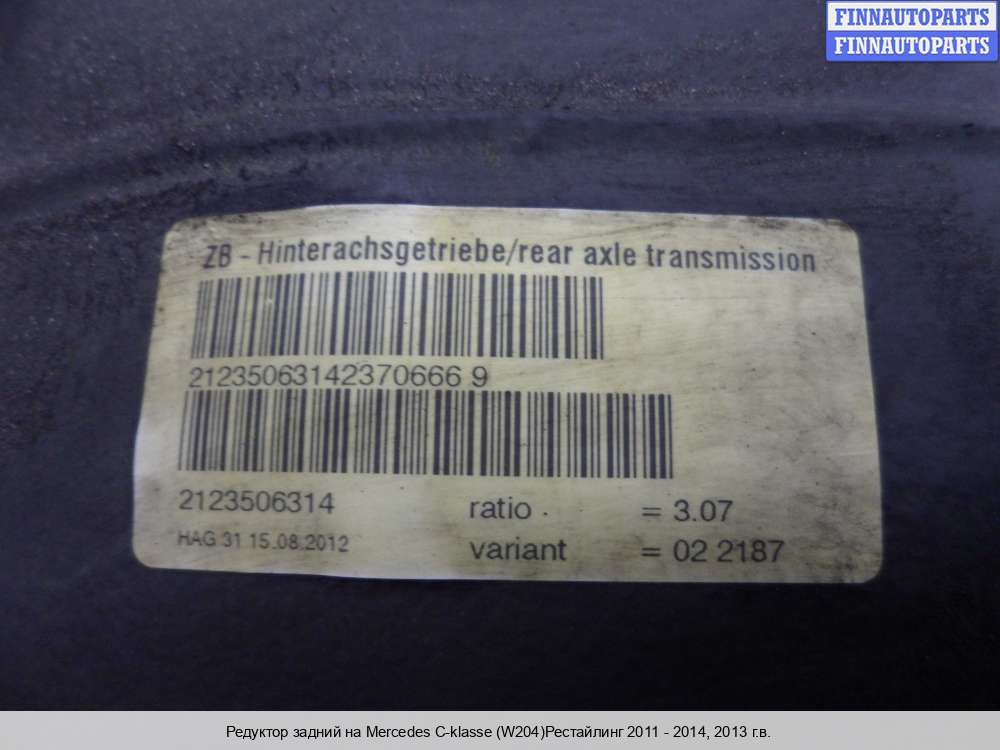 FINNAUTOPARTS
FINNAUTOPARTS
ZB - Hinterachsgetriebe/rear axle transmission
21235063142370666 9
2123506314
ratio = 3.07
HAG 31 15.08.2012
variant = 02 2187
Редуктор задний на Mercedes C-klasse (W204)Рестайлинг 2011 - 2014, 2013 г.в.